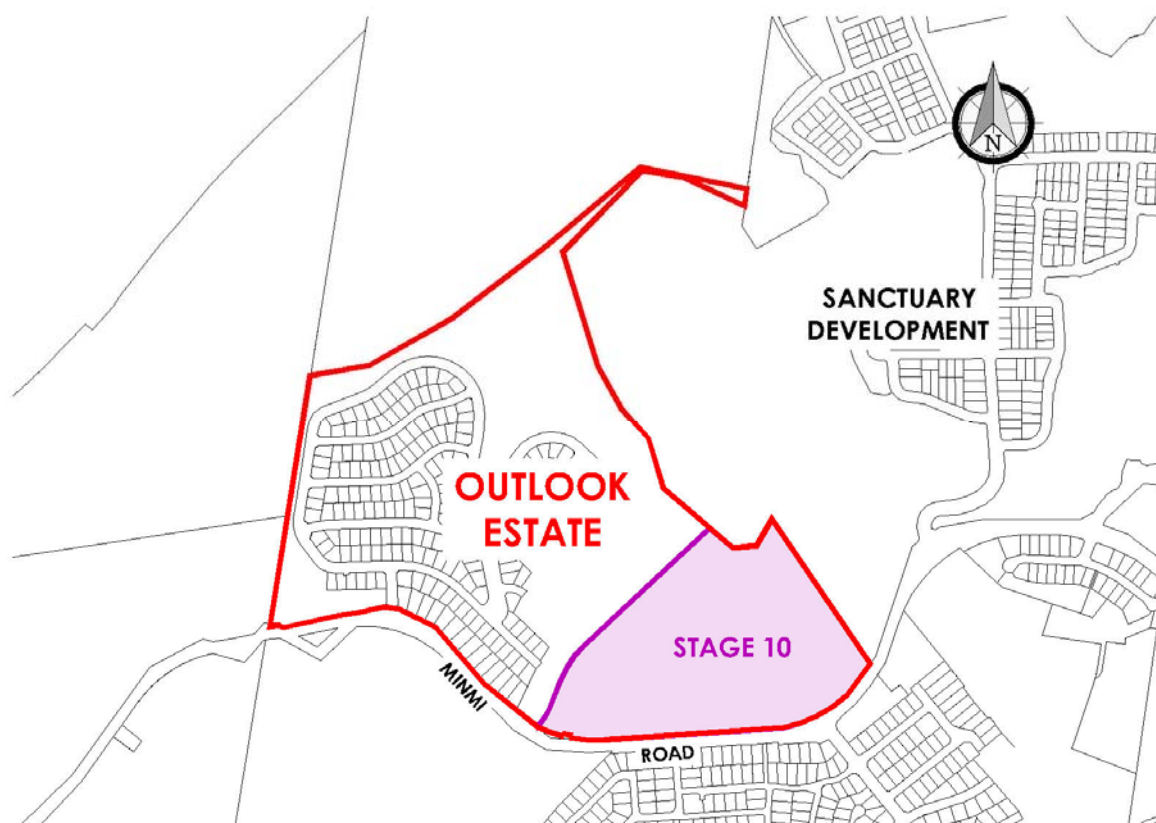 N
SANCTUARY
DEVELOPMENT
OUTLOOK
ESTATE
STAGE 10
MINMI
ROAD